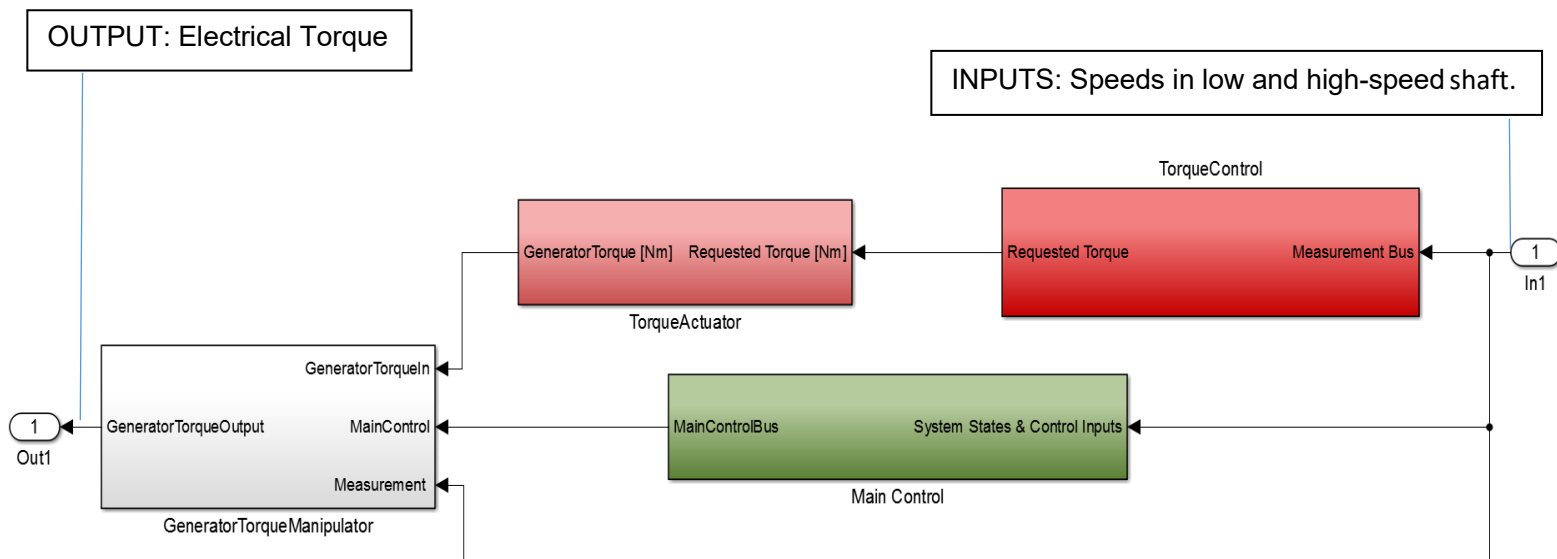 OUTPUT: Electrical Torque
INPUTS: Speeds in low and high-speed shaft.
TorqueControl
GeneratorTorque [Nm] Requested Torque [Nm]
Requested Torque Measurement Bus
1
In1
TorqueActuator
GeneratorTorqueIn
1
Out1
GeneratorTorqueOutput MainControl
MainControlBus System States & Control Inputs
Measurement
Main Control
GeneratorTorqueManipulator